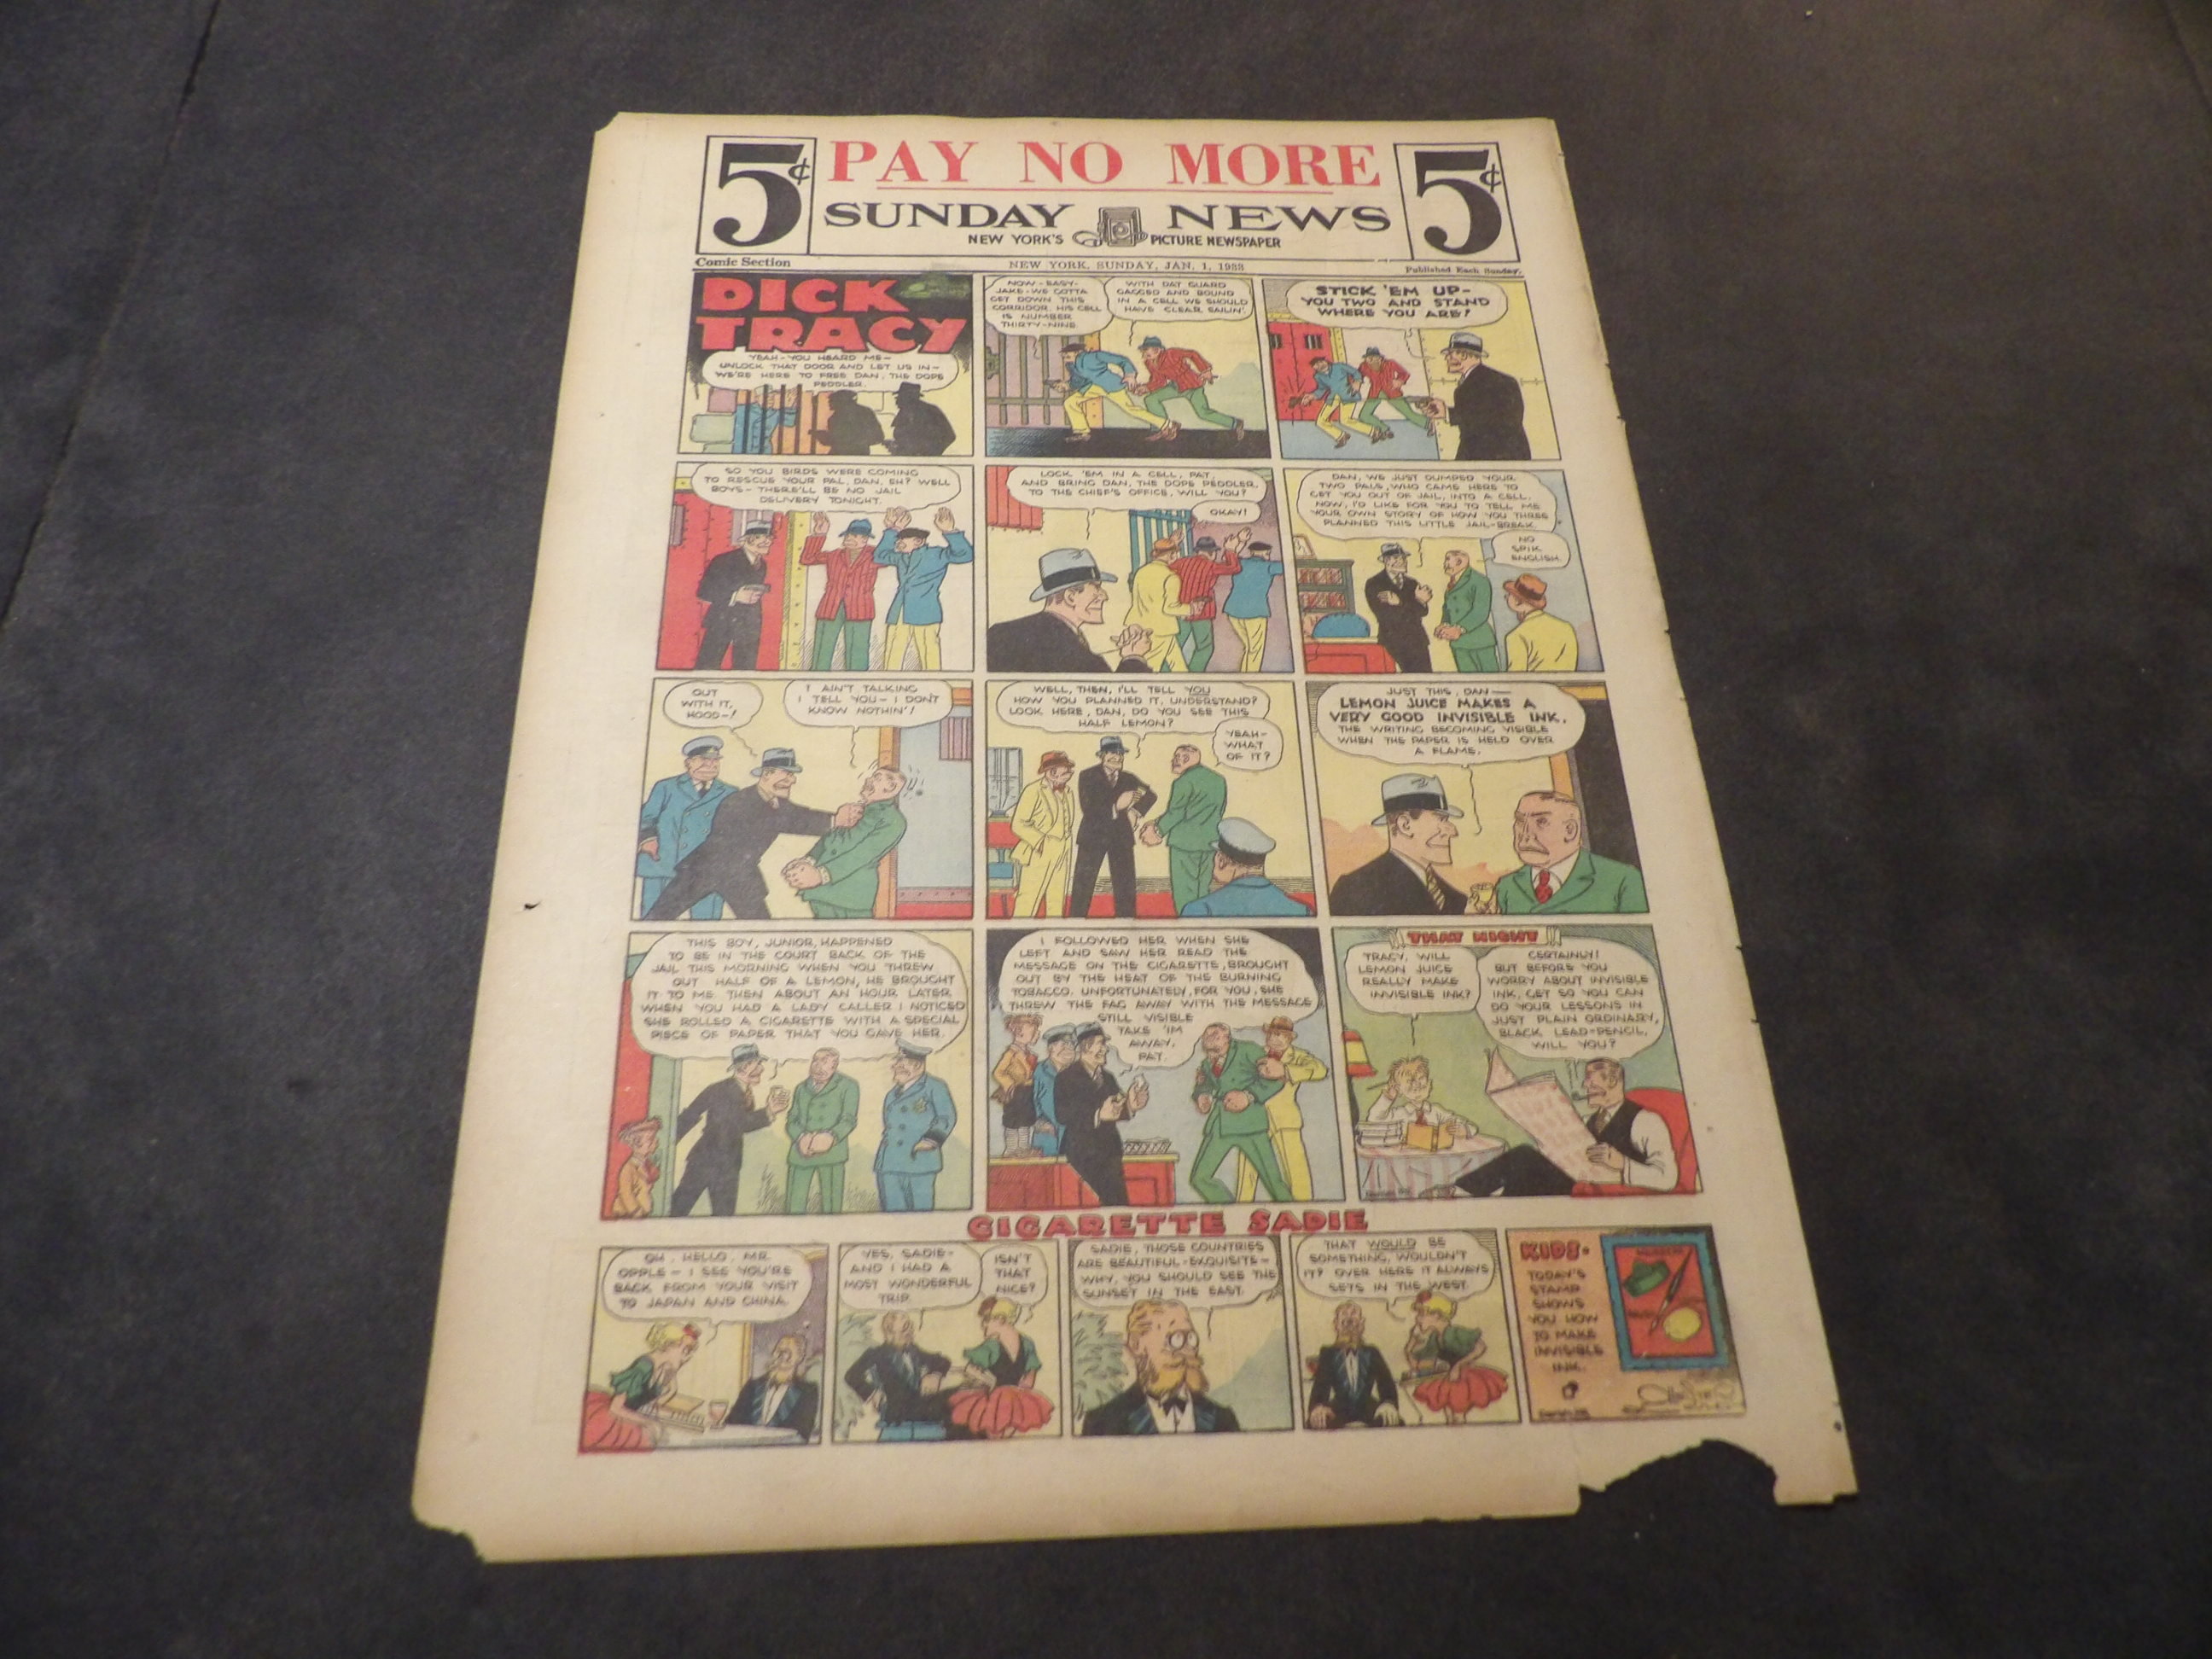 5¢ PAY NO MORE 5¢
SUNDAY NEWS
NEW YORK'S PICTURE NEWSPAPER
Comic Section
NEW YORK, SUNDAY, JAN. 1, 1933
Published Each Sunday.
DICK
TRACY
YEAH-YOU HEARD ME-
UNLOCK THAT DOOR AND LET US IN-
WE'RE HERE TO FREE DAN, THE DOPE
PEDDLER.
NOW-EASY-
JAKE-WE GOTTA
GET DOWN THIS
CORRIDOR. HIS CELL
IS NUMBER
THIRTY-NINE.
WITH DAT GUARD
GAGGED AND BOUND
IN A CELL WE SHOULD
HAVE CLEAR SAILIN'.
STICK 'EM UP-
YOU TWO AND STAND
WHERE YOU ARE!
SO YOU BIRDS WERE COMING
TO RESCUE YOUR PAL, DAN, EH? WELL
BOYS-THERE'LL BE NO JAIL
DELIVERY TONIGHT.
LOCK 'EM IN A CELL, PAT,
AND BRING DAN, THE DOPE PEDDLER,
TO THE CHIEF'S OFFICE, WILL YOU?
OKAY!
DAN, WE JUST DUMPED YOUR
TWO PALS, WHO CAME HERE TO
GET YOU OUT OF JAIL, INTO A CELL.
NOW, I'D LIKE FOR YOU TO TELL ME
YOUR OWN STORY OF HOW YOU THREE
PLANNED THIS LITTLE JAIL-BREAK.
NO
SPIK
ENGLISH.
OUT
WITH IT,
HOOD-!
I AIN'T TALKING
I TELL YOU-I DON'T
KNOW NOTHIN'!
WELL, THEN, I'LL TELL YOU
HOW YOU PLANNED IT, UNDERSTAND?
LOOK HERE, DAN, DO YOU SEE THIS
HALF LEMON?
YEAH-
WHAT
OF IT?
JUST THIS, DAN-
LEMON JUICE MAKES A
VERY GOOD INVISIBLE INK,
THE WRITING BECOMING VISIBLE
WHEN THE PAPER IS HELD OVER
A FLAME.
THIS BOY, JUNIOR, HAPPENED
TO BE IN THE COURT BACK OF THE
JAIL THIS MORNING WHEN YOU THREW
OUT HALF OF A LEMON, HE BROUGHT
IT TO ME. THEN ABOUT AN HOUR LATER,
WHEN YOU HAD A LADY CALLER I NOTICED
SHE ROLLED A CIGARETTE WITH A SPECIAL
PIECE OF PAPER THAT YOU GAVE HER.
I FOLLOWED HER WHEN SHE
LEFT AND SAW HER READ THE
MESSAGE ON THE CIGARETTE, BROUGHT
OUT BY THE HEAT OF THE BURNING
TOBACCO. UNFORTUNATELY, FOR YOU, SHE
THREW THE FAG AWAY WITH THE MESSAGE
STILL VISIBLE
TAKE 'IM
AWAY,
PAT.
THAT NIGHT
TRACY, WILL
LEMON JUICE
REALLY MAKE
INVISIBLE INK?
CERTAINLY!
BUT BEFORE YOU
WORRY ABOUT INVISIBLE
INK, GET SO YOU CAN
DO YOUR LESSONS IN
JUST PLAIN ORDINARY,
BLACK LEAD-PENCIL,
WILL YOU?
CIGARETTE SADIE
OH, HELLO, MR.
OPPLE-I SEE YOU'RE
BACK FROM YOUR VISIT
TO JAPAN AND CHINA.
YES, SADIE-
AND I HAD A
MOST WONDERFUL
TRIP.
ISN'T
THAT
NICE?
SADIE, THOSE COUNTRIES
ARE BEAUTIFUL-EXQUISITE-
WHY, YOU SHOULD SEE THE
SUNSET IN THE EAST.
THAT WOULD BE
SOMETHING, WOULDN'T
IT? OVER HERE IT ALWAYS
SETS IN THE WEST.
KIDS-
TODAY'S
STAMP
SHOWS
YOU HOW
TO MAKE
INVISIBLE
INK.